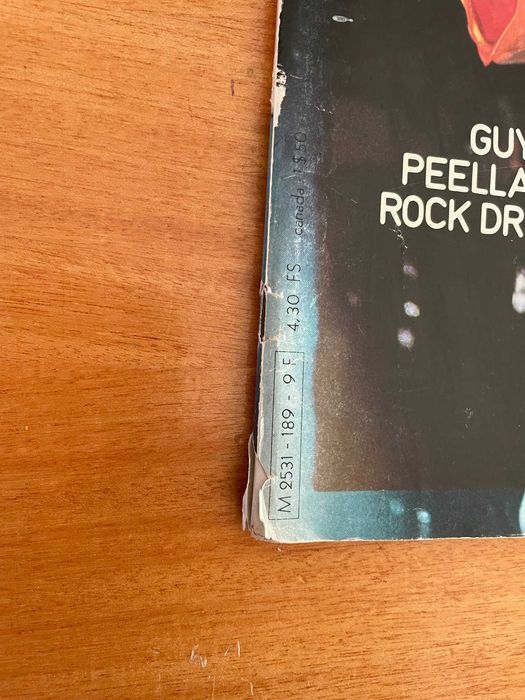 GUY
PEELLA
ROCK DR
canada : 1 $ 50
4,30 FS
M 2531 - 189 - 9 F